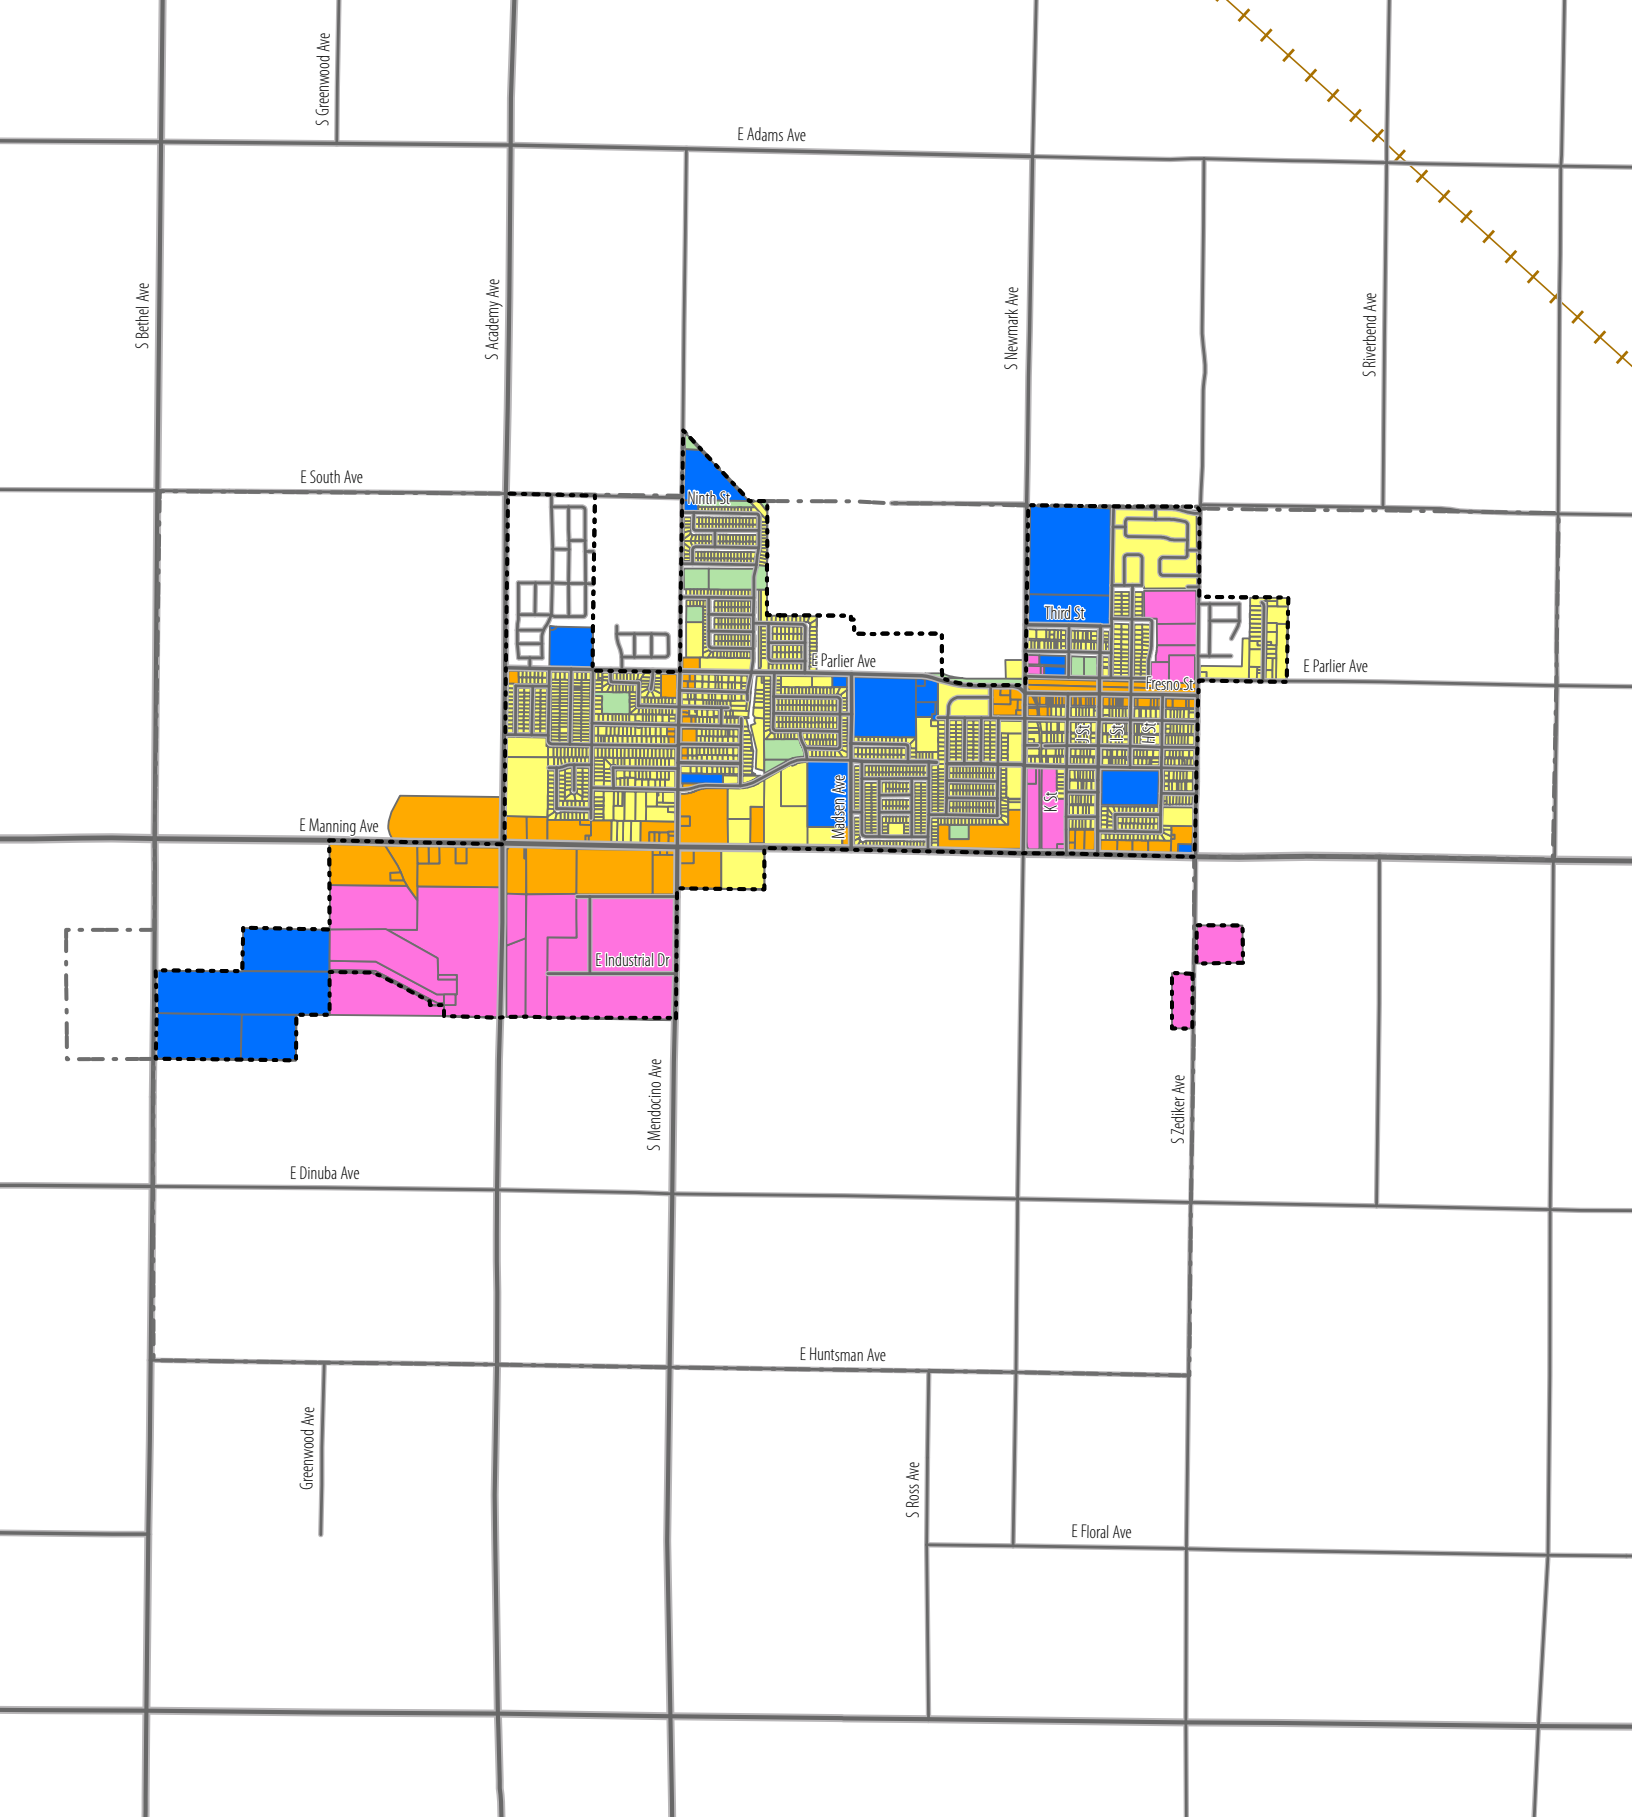 S Greenwood Ave
E Adams Ave
S Bethel Ave
S Academy Ave
S Newmark Ave
S Riverbend Ave
E South Ave
Ninth St
Third St
E Parlier Ave
E Parlier Ave
Fresno St
J St
I St
H St
Madsen Ave
K St
E Manning Ave
E Industrial Dr
S Mendocino Ave
S Zediker Ave
E Dinuba Ave
E Huntsman Ave
Greenwood Ave
S Ross Ave
E Floral Ave